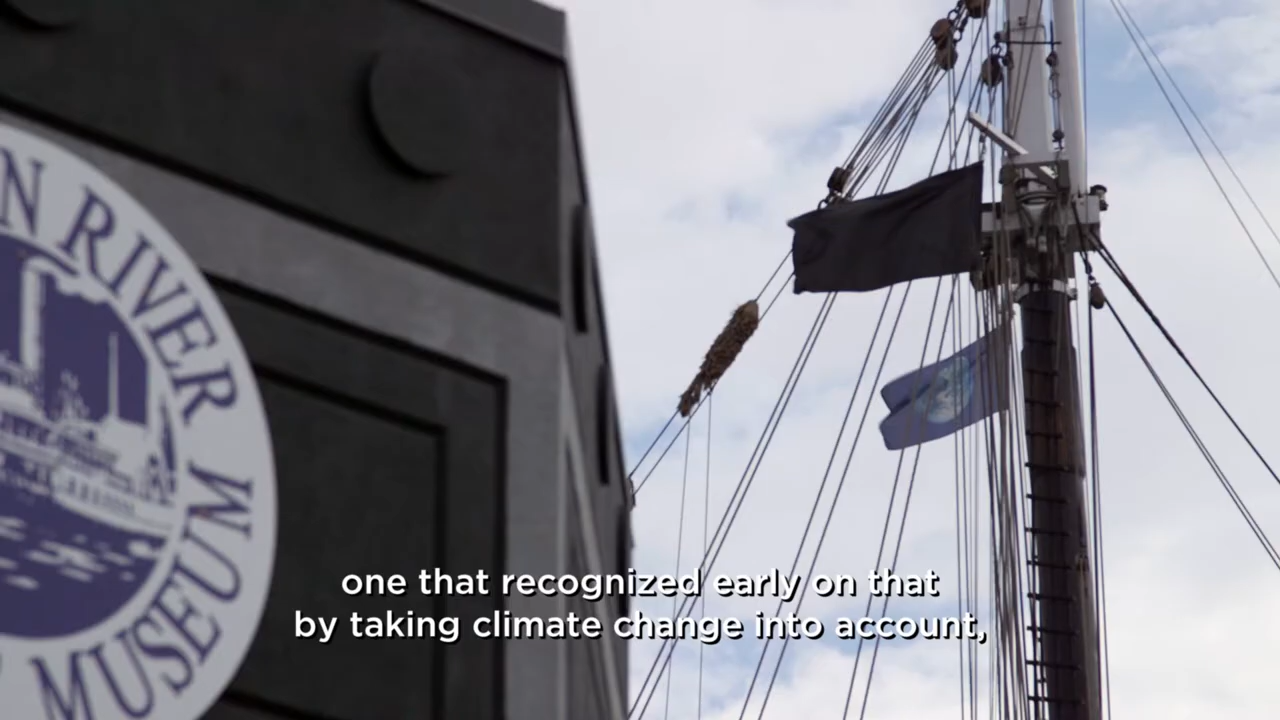 N RIVER
MUSEUM
one that recognized early on that
by taking climate change into account,